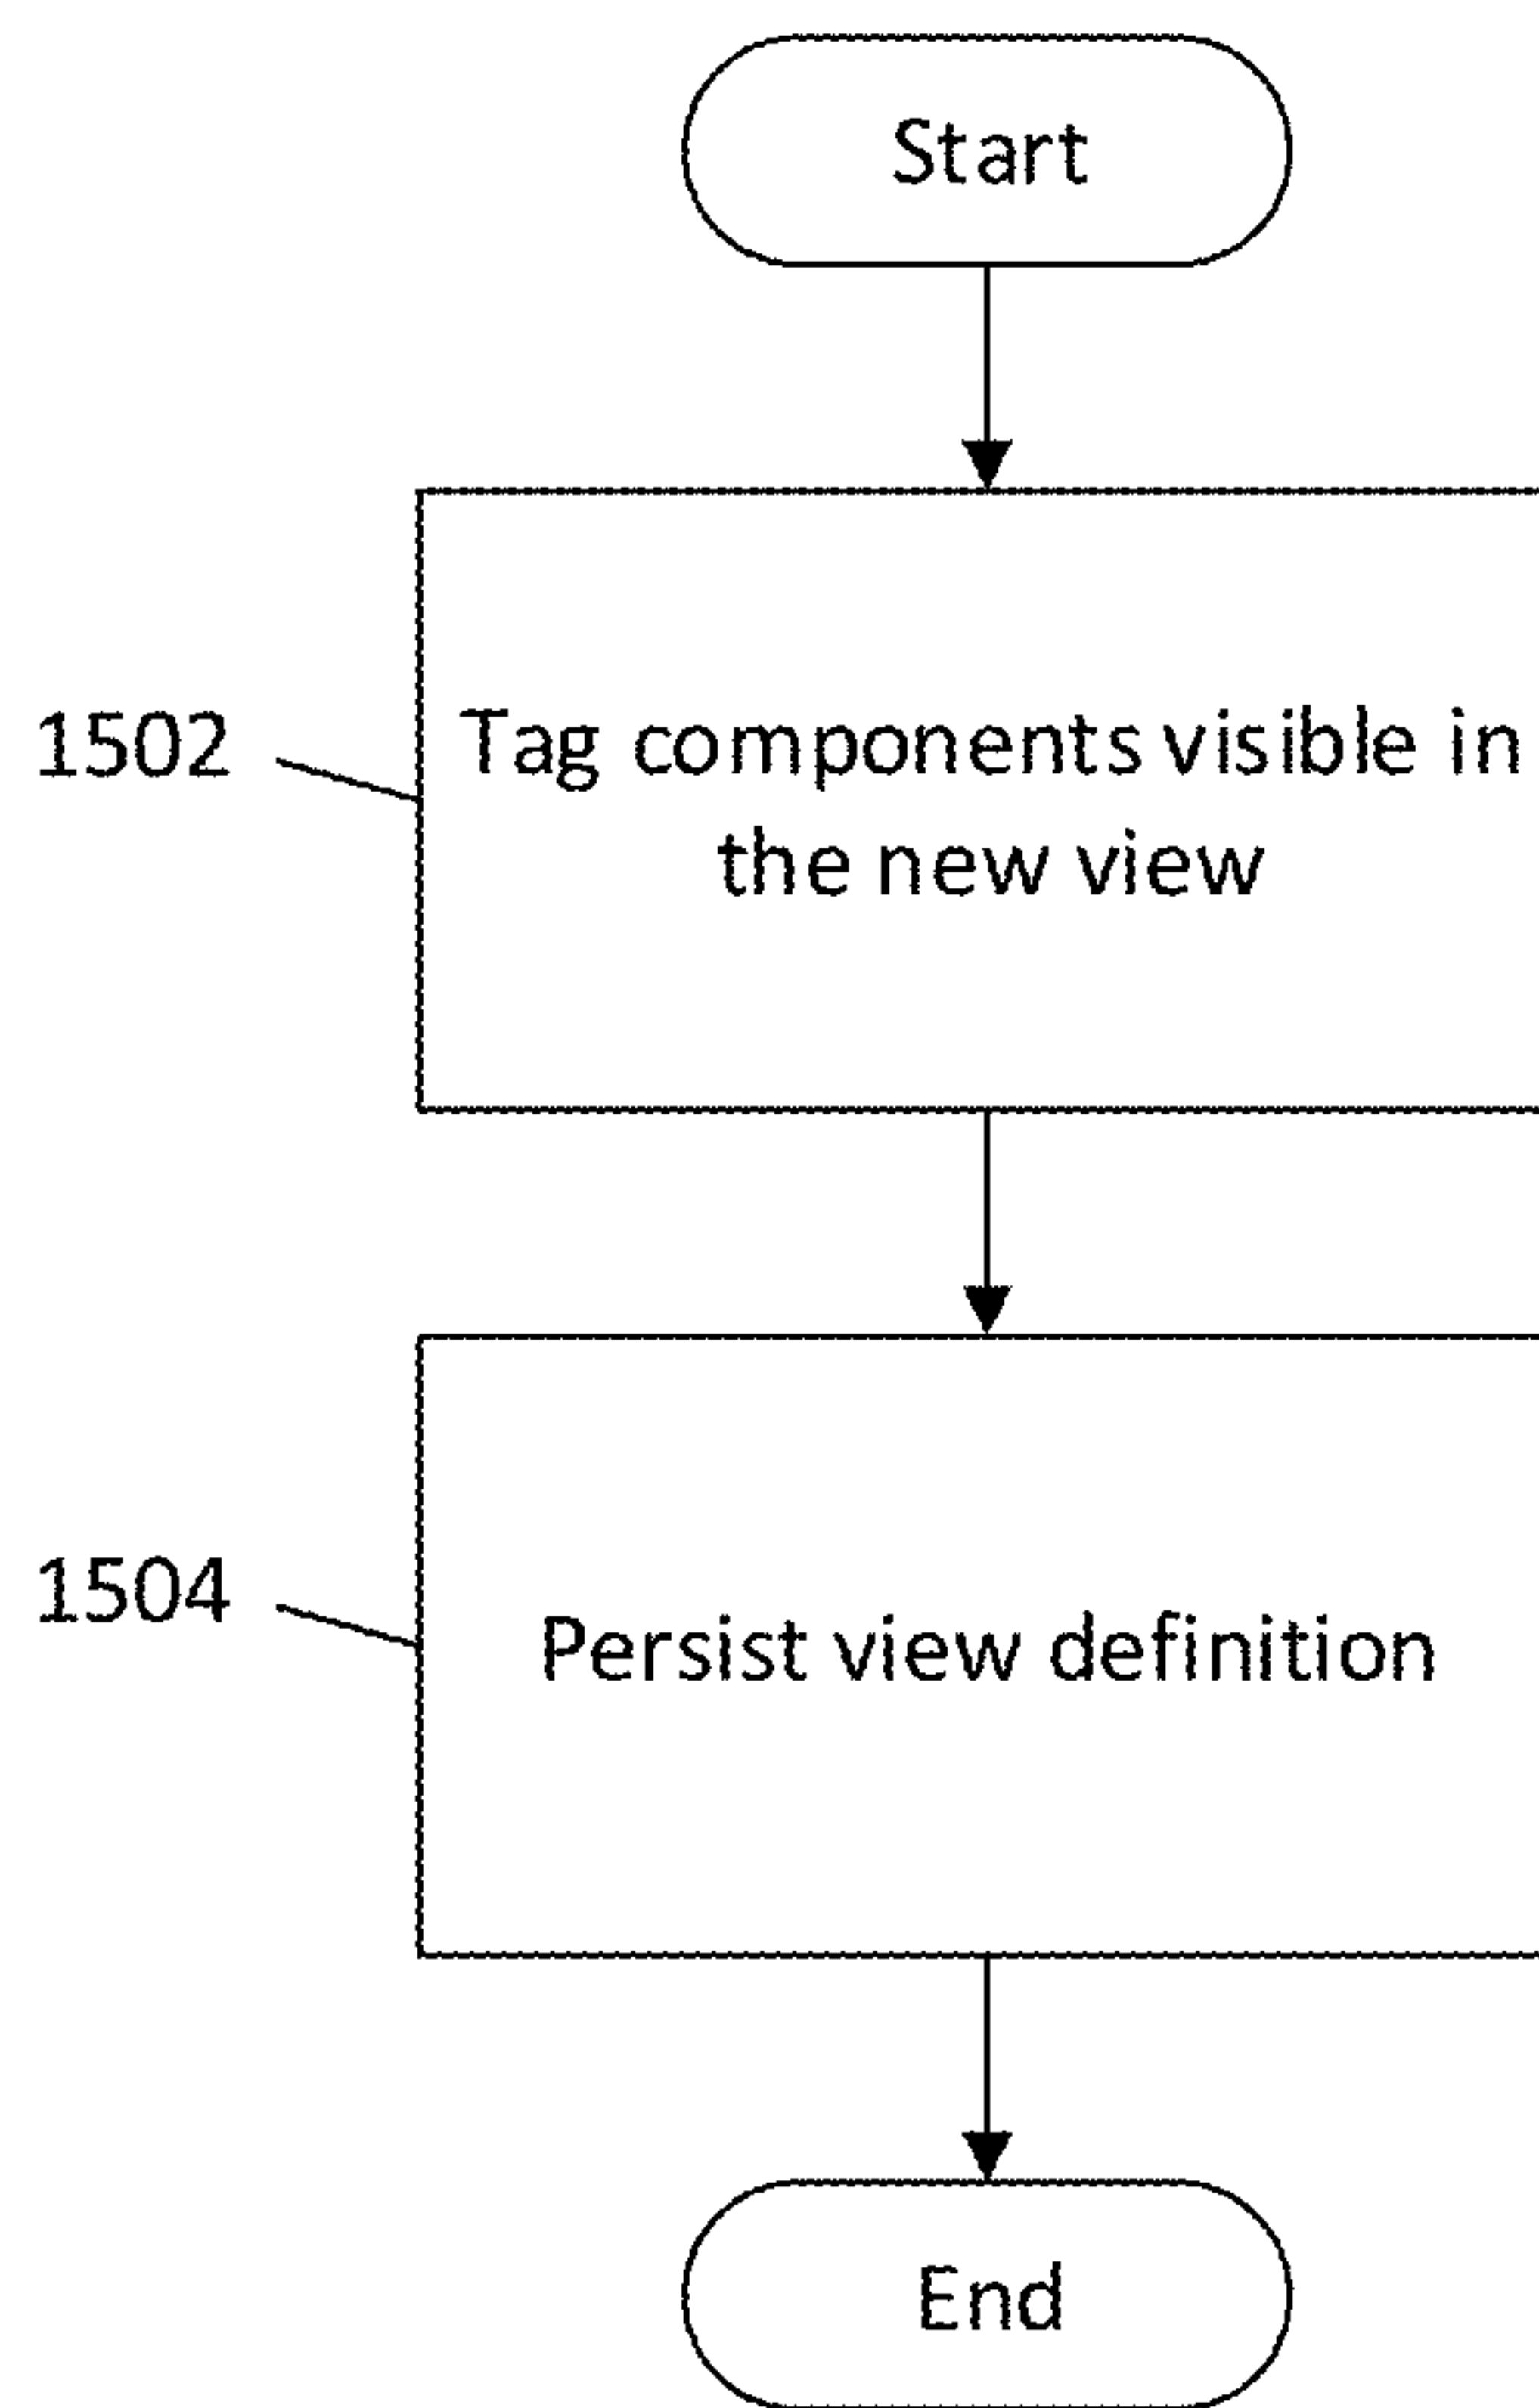 Start
1502
Tag components visible in
the new view
1504
Persist view definition
End